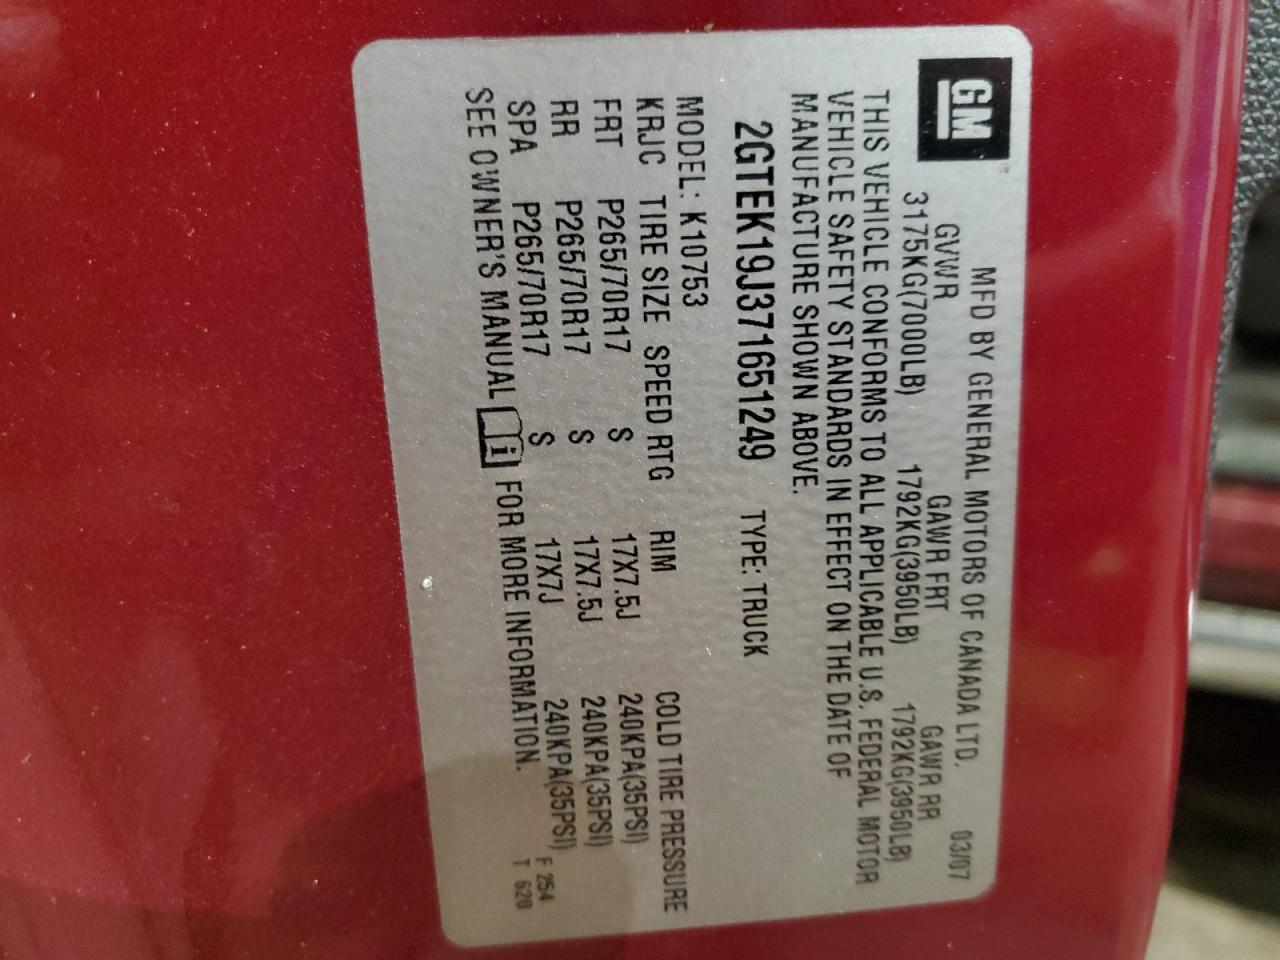 GM
MFD BY GENERAL MOTORS OF CANADA LTD. 03/07
GVWR GAWR FRT GAWR RR
3175KG(7000LB) 1792KG(3950LB) 1792KG(3950LB)
THIS VEHICLE CONFORMS TO ALL APPLICABLE U.S. FEDERAL MOTOR
VEHICLE SAFETY STANDARDS IN EFFECT ON THE DATE OF
MANUFACTURE SHOWN ABOVE.
2GTEK19J371651249 TYPE: TRUCK
MODEL: K10753
KRJC TIRE SIZE SPEED RTG RIM COLD TIRE PRESSURE
FRT P265/70R17 S 17X7.5J 240KPA(35PSI)
RR P265/70R17 S 17X7.5J 240KPA(35PSI)
SPA P265/70R17 S 17X7J 240KPA(35PSI)
SEE OWNER'S MANUAL i FOR MORE INFORMATION.
F 254
T 620